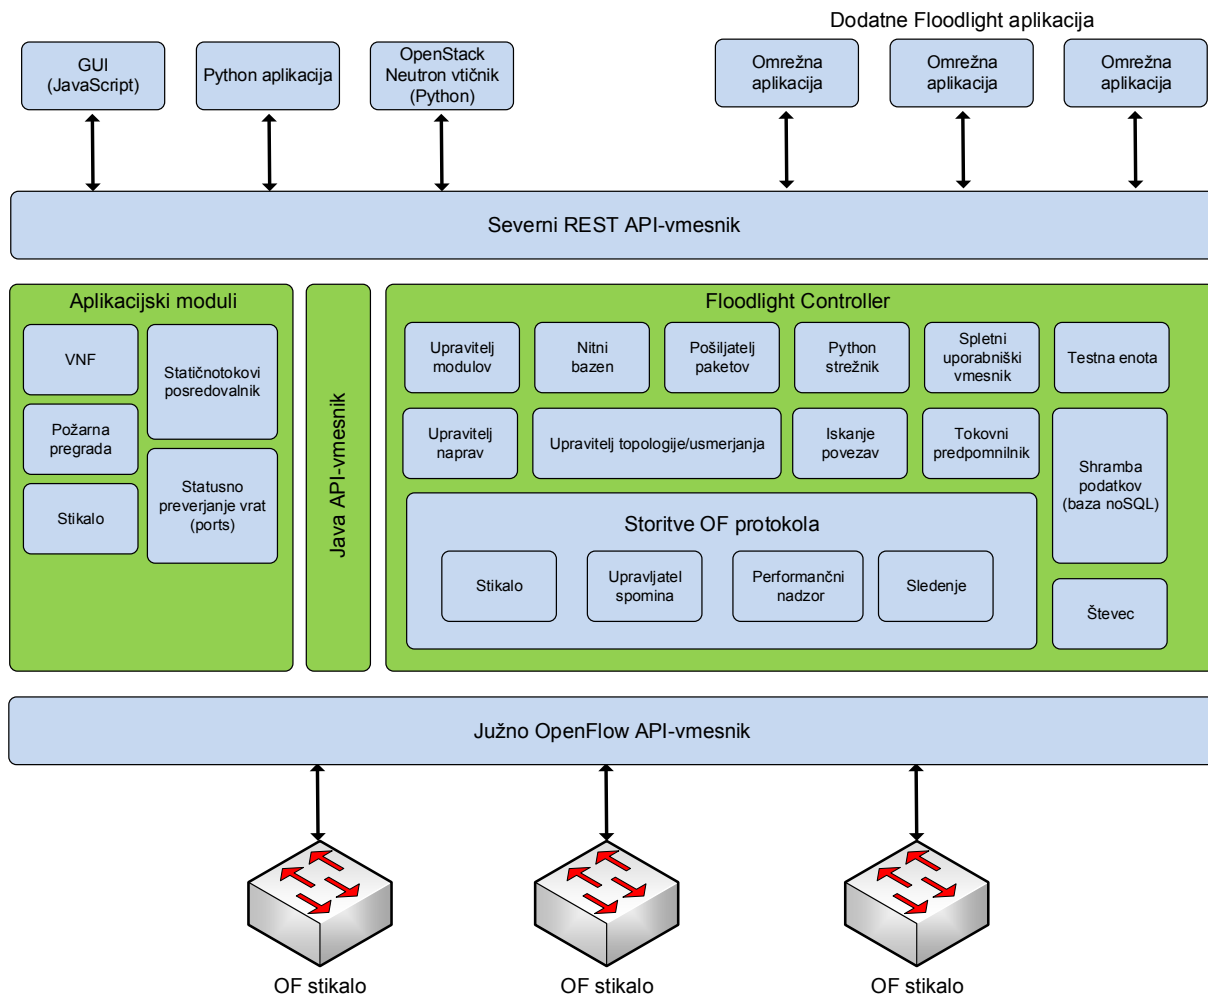 Dodatne Floodlight aplikacija
GUI
(JavaScript)
Python aplikacija
OpenStack
Neutron vtičnik
(Python)
Omrežna
aplikacija
Omrežna
aplikacija
Omrežna
aplikacija
Severni REST API-vmesnik
Aplikacijski moduli
VNF
Požarna
pregrada
Stikalo
Statičnotokovi
posredovalnik
Statusno
preverjanje vrat
(ports)
Java API-vmesnik
Floodlight Controller
Upravitelj
modulov
Nitni
bazen
Pošiljatelj
paketov
Python
strežnik
Spletni
uporabniški
vmesnik
Testna enota
Upravitelj
naprav
Upravitelj topologije/usmerjanja
Iskanje
povezav
Tokovni
predpomnilnik
Shramba
podatkov
(baza noSQL)
Storitve OF protokola
Stikalo
Upravljatel
spomina
Performančni
nadzor
Sledenje
Števec
Južno OpenFlow API-vmesnik
OF stikalo
OF stikalo
OF stikalo